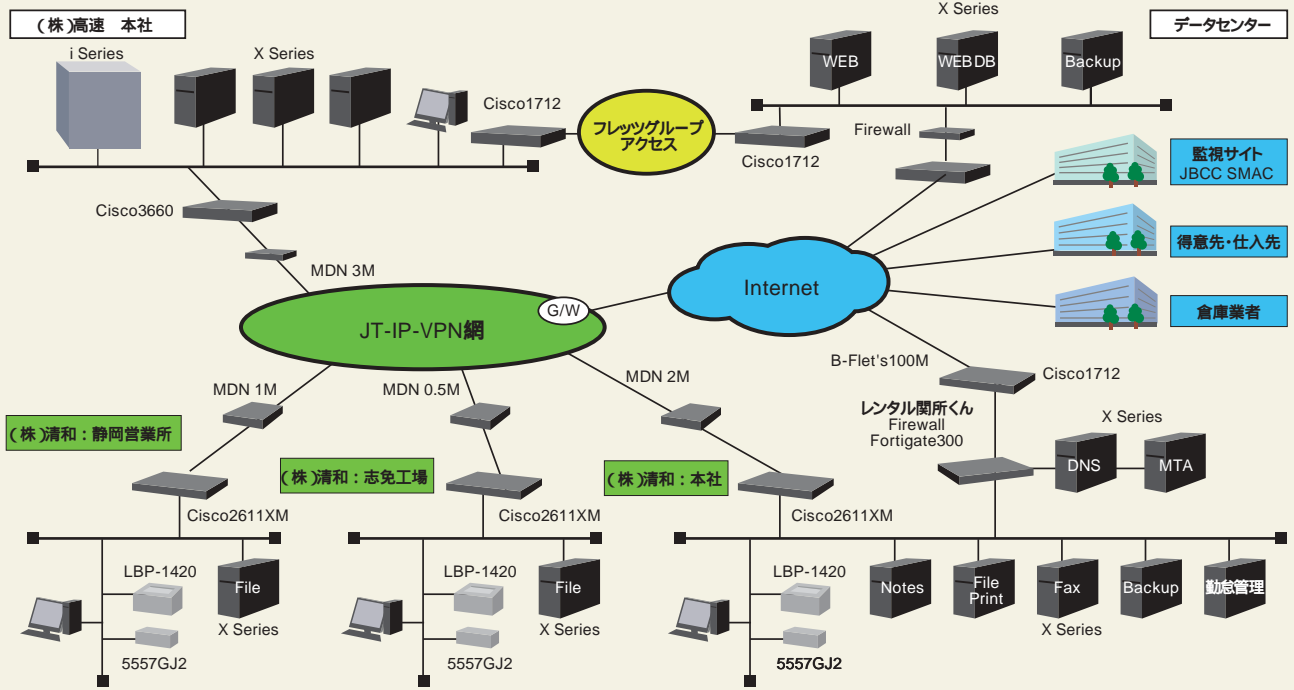 (株)高速　本社
i Series
X Series
Cisco1712
フレッツグループ
アクセス
Cisco1712
X Series
データセンター
WEB
WEB DB
Backup
Firewall
監視サイト
JBCC SMAC
得意先・仕入先
倉庫業者
Cisco3660
MDN 3M
G/W
JT-IP-VPN網
Internet
MDN 1M
MDN 0.5M
MDN 2M
B-Flet's100M
Cisco1712
レンタル関所くん
Firewall
Fortigate300
X Series
DNS
MTA
(株)清和：静岡営業所
(株)清和：志免工場
(株)清和：本社
Cisco2611XM
Cisco2611XM
Cisco2611XM
LBP-1420
File
X Series
5557GJ2
LBP-1420
File
X Series
5557GJ2
LBP-1420
5557GJ2
Notes
File
Print
Fax
Backup
勤怠管理
X Series